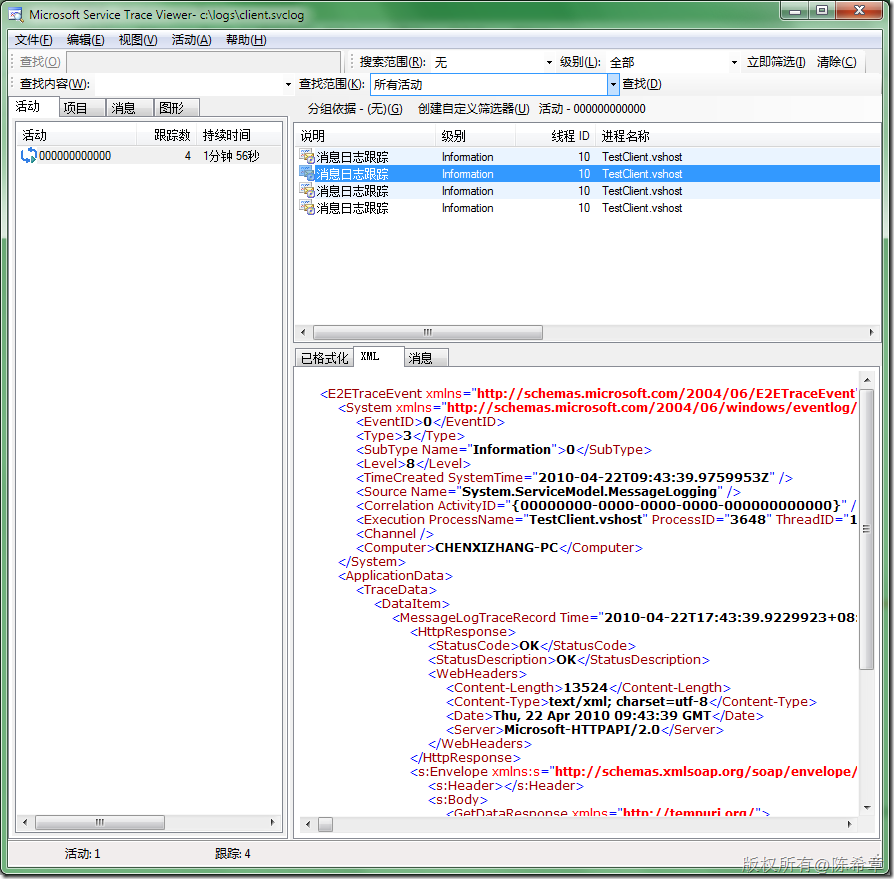 Microsoft Service Trace Viewer- c:\logs\client.svclog
文件(F) 编辑(E) 视图(V) 活动(A) 帮助(H)
查找(O) 搜索范围(R): 无 级别(L): 全部 立即筛选(I) 清除(C)
查找内容(W): 查找范围(K): 所有活动 查找(D)
活动 项目 消息 图形
分组依据 - (无)(G) 创建自定义筛选器(U) 活动 - 000000000000
活动 跟踪数 持续时间
000000000000 4 1分钟 56秒
说明 级别 线程 ID 进程名称
消息日志跟踪 Information 10 TestClient.vshost
消息日志跟踪 Information 10 TestClient.vshost
消息日志跟踪 Information 10 TestClient.vshost
消息日志跟踪 Information 10 TestClient.vshost
已格式化 XML 消息
<E2ETraceEvent xmlns="http://schemas.microsoft.com/2004/06/E2ETraceEvent"
<System xmlns="http://schemas.microsoft.com/2004/06/windows/eventlog/
<EventID>0</EventID>
<Type>3</Type>
<SubType Name="Information">0</SubType>
<Level>8</Level>
<TimeCreated SystemTime="2010-04-22T09:43:39.9759953Z" />
<Source Name="System.ServiceModel.MessageLogging" />
<Correlation ActivityID="{00000000-0000-0000-0000-000000000000}" /
<Execution ProcessName="TestClient.vshost" ProcessID="3648" ThreadID="1
<Channel />
<Computer>CHENXIZHANG-PC</Computer>
</System>
<ApplicationData>
<TraceData>
<DataItem>
<MessageLogTraceRecord Time="2010-04-22T17:43:39.9229923+08:
<HttpResponse>
<StatusCode>OK</StatusCode>
<StatusDescription>OK</StatusDescription>
<WebHeaders>
<Content-Length>13524</Content-Length>
<Content-Type>text/xml; charset=utf-8</Content-Type>
<Date>Thu, 22 Apr 2010 09:43:39 GMT</Date>
<Server>Microsoft-HTTPAPI/2.0</Server>
</WebHeaders>
</HttpResponse>
<s:Envelope xmlns:s="http://schemas.xmlsoap.org/soap/envelope/
<s:Header></s:Header>
<s:Body>
<GetDataResponse xmlns="http://tempuri.org/">
活动: 1 跟踪: 4
版权所有@陈希章